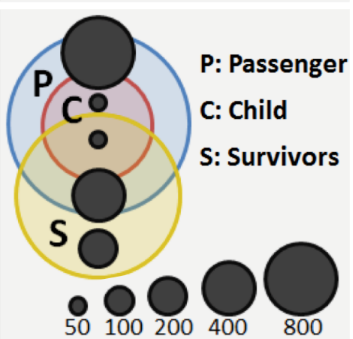 P
C
S
P: Passenger
C: Child
S: Survivors
50 100 200 400 800